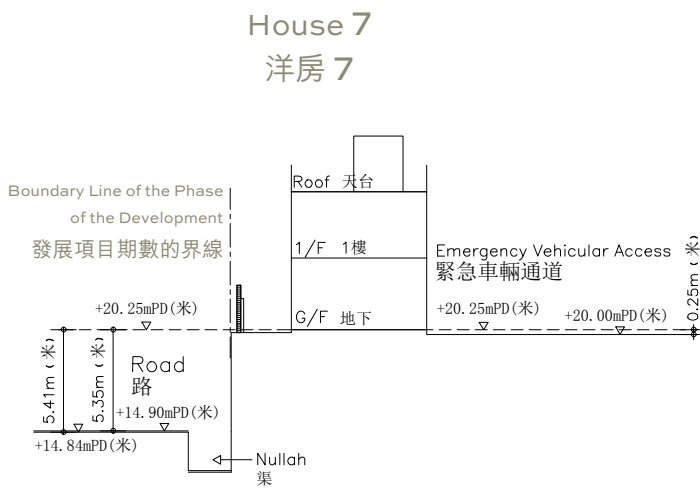 House 7
洋房 7
Roof 天台
Boundary Line of the Phase
of the Development
發展項目期數的界線
1/F 1樓
Emergency Vehicular Access
緊急車輛通道
0.25m (米)
+20.25mPD(米)
G/F 地下
+20.25mPD(米)
+20.00mPD(米)
5.41m (米)
5.35m (米)
Road
路
+14.90mPD(米)
+14.84mPD(米)
Nullah
渠